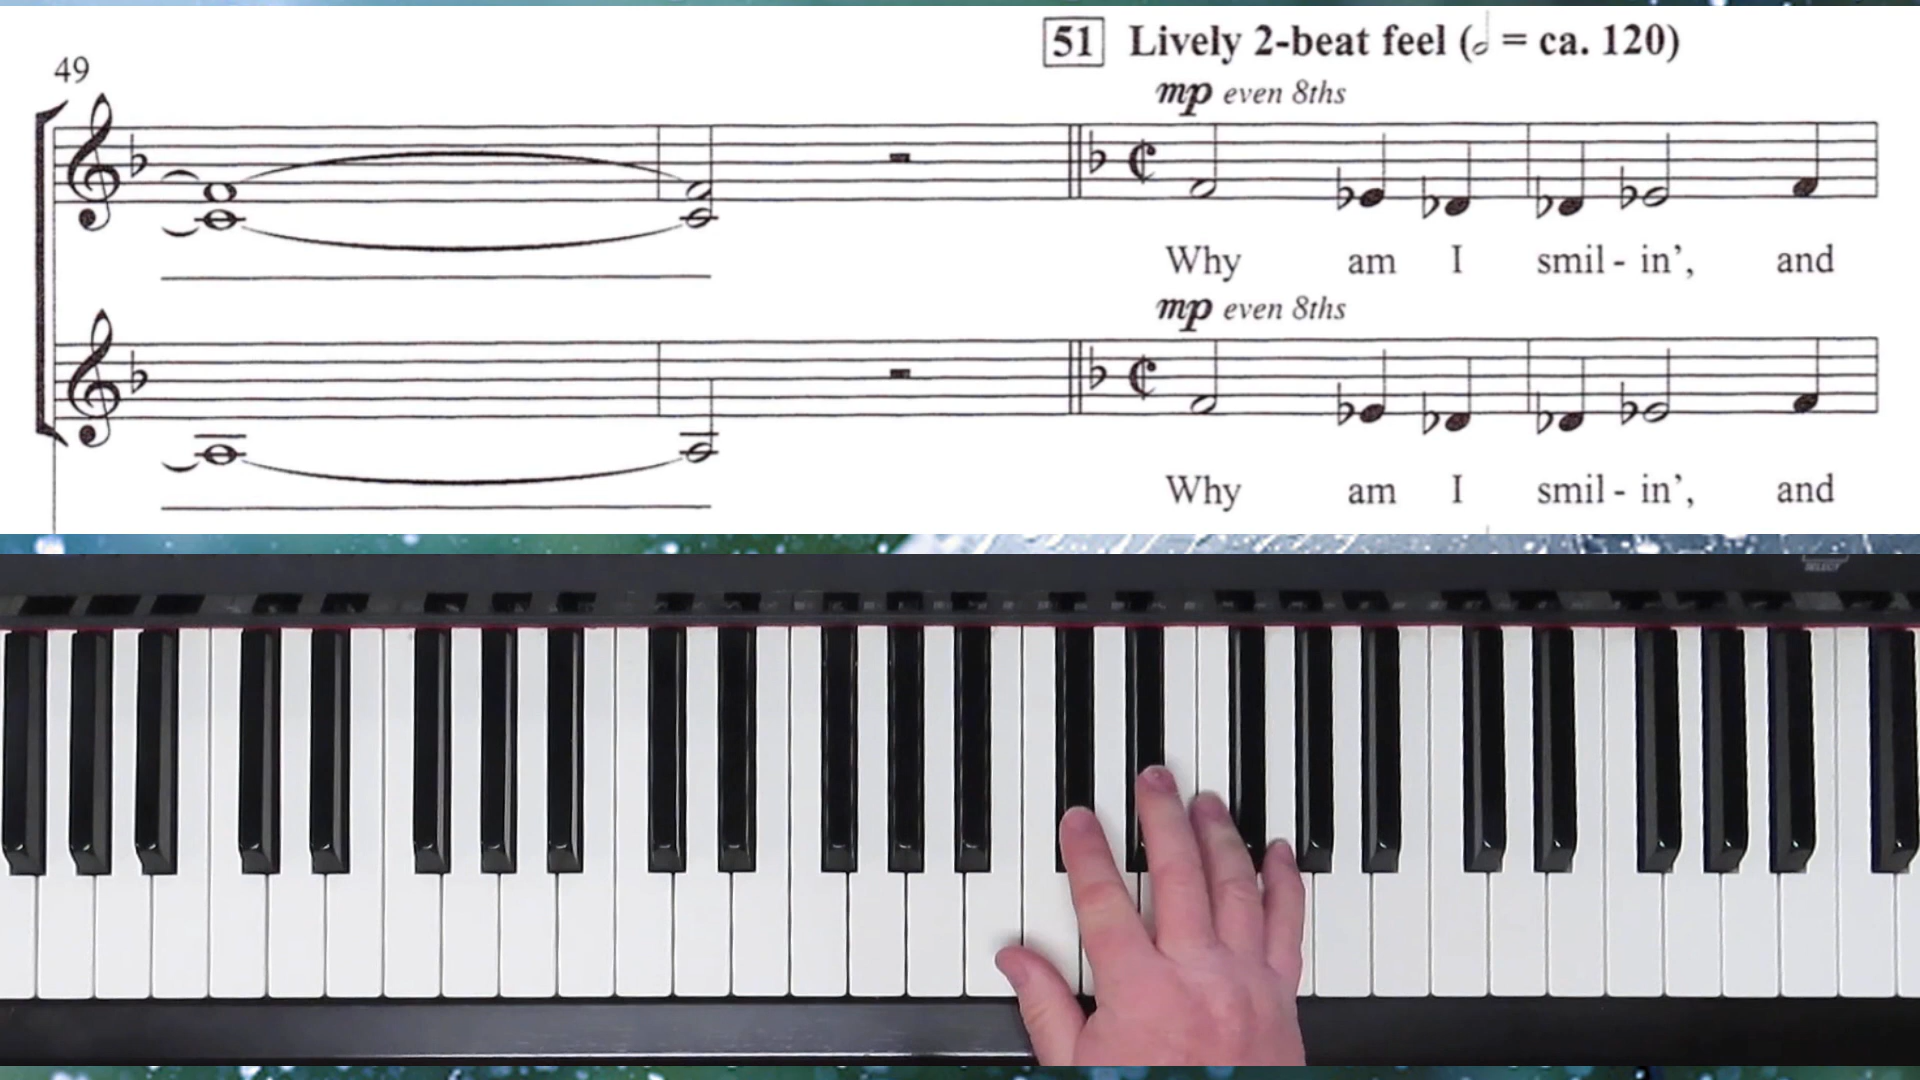 51 Lively 2-beat feel (𝅗𝅥 = ca. 120)
49
mp even 8ths
Why am I smil - in’, and
mp even 8ths
Why am I smil - in’, and
SELECT